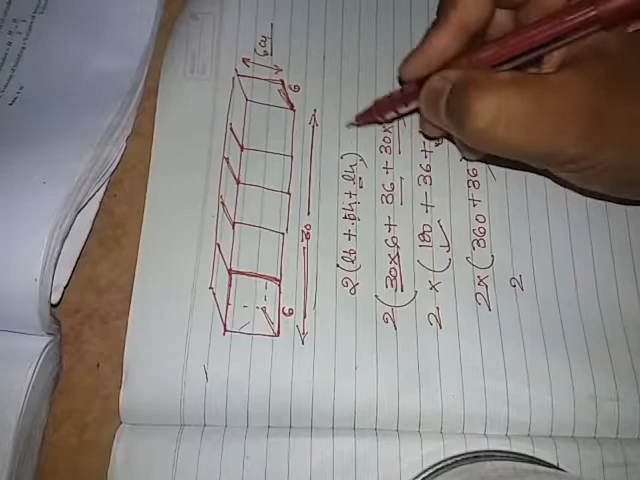 6cm
6
30
6
2(lb + bh + lh)
2(30×6 + 36 + 30×
2 × (180 + 36 +
2×(360 + 36
2